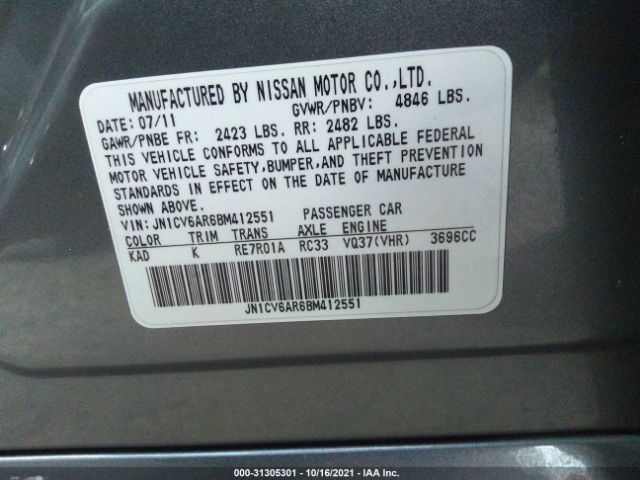 MANUFACTURED BY NISSAN MOTOR CO.,LTD.
DATE: 07/11 GVWR/PNBV: 4846 LBS.
GAWR/PNBE FR: 2423 LBS. RR: 2482 LBS.
THIS VEHICLE CONFORMS TO ALL APPLICABLE FEDERAL
MOTOR VEHICLE SAFETY, BUMPER, AND THEFT PREVENTION
STANDARDS IN EFFECT ON THE DATE OF MANUFACTURE
SHOWN ABOVE.
VIN: JN1CV6AR6BM412551 PASSENGER CAR
COLOR TRIM TRANS AXLE ENGINE
KAD K RE7R01A RC33 VQ37(VHR) 3696CC
JN1CV6AR6BM412551
000-31305301 - 10/16/2021 - IAA Inc.